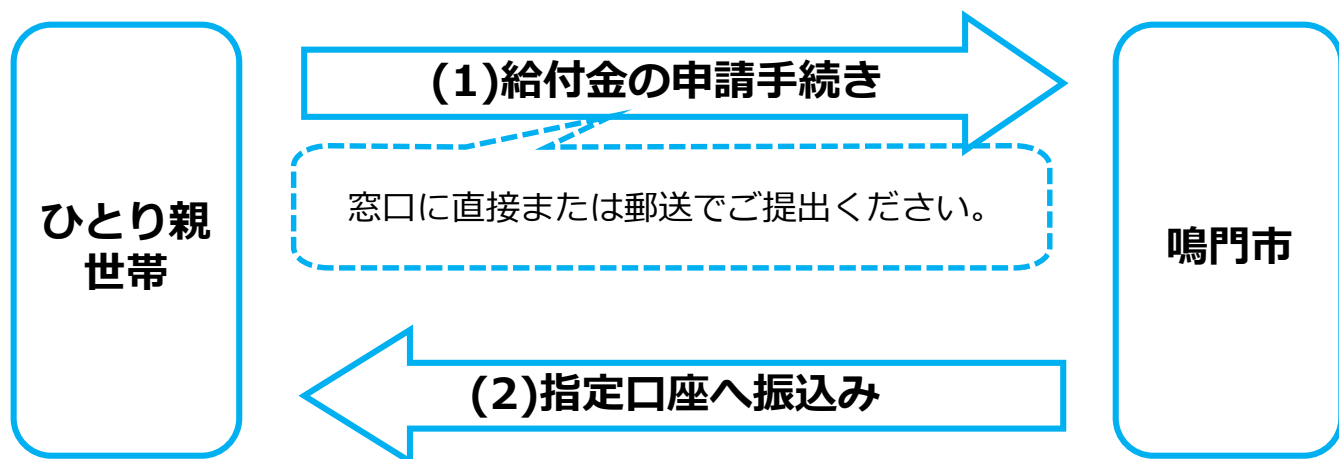 (1)給付金の申請手続き
窓口に直接または郵送でご提出ください。
ひとり親
世帯
鳴門市
(2)指定口座へ振込み